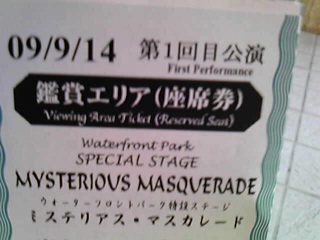 09/9/14 第1回目公演
First Performance
鑑賞エリア(座席券)
Viewing Area Ticket (Reserved Seat)
Waterfront Park
SPECIAL STAGE
MYSTERIOUS MASQUERADE
ウォーターフロントパーク特設ステージ
ミステリアス・マスカレード